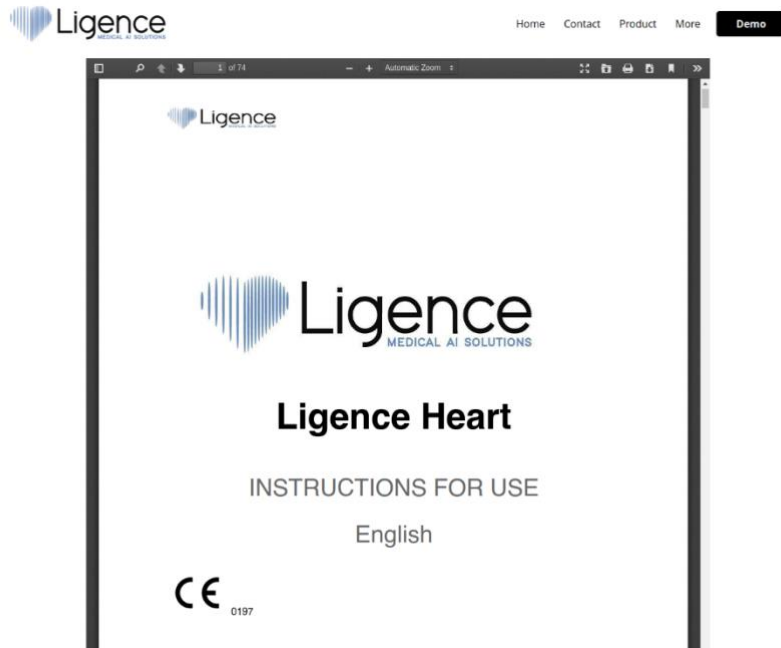 Ligence
MEDICAL AI SOLUTIONS
Home Contact Product More Demo
1 of 74 Automatic Zoom
Ligence
MEDICAL AI SOLUTIONS
Ligence
MEDICAL AI SOLUTIONS
Ligence Heart
INSTRUCTIONS FOR USE
English
CE 0197